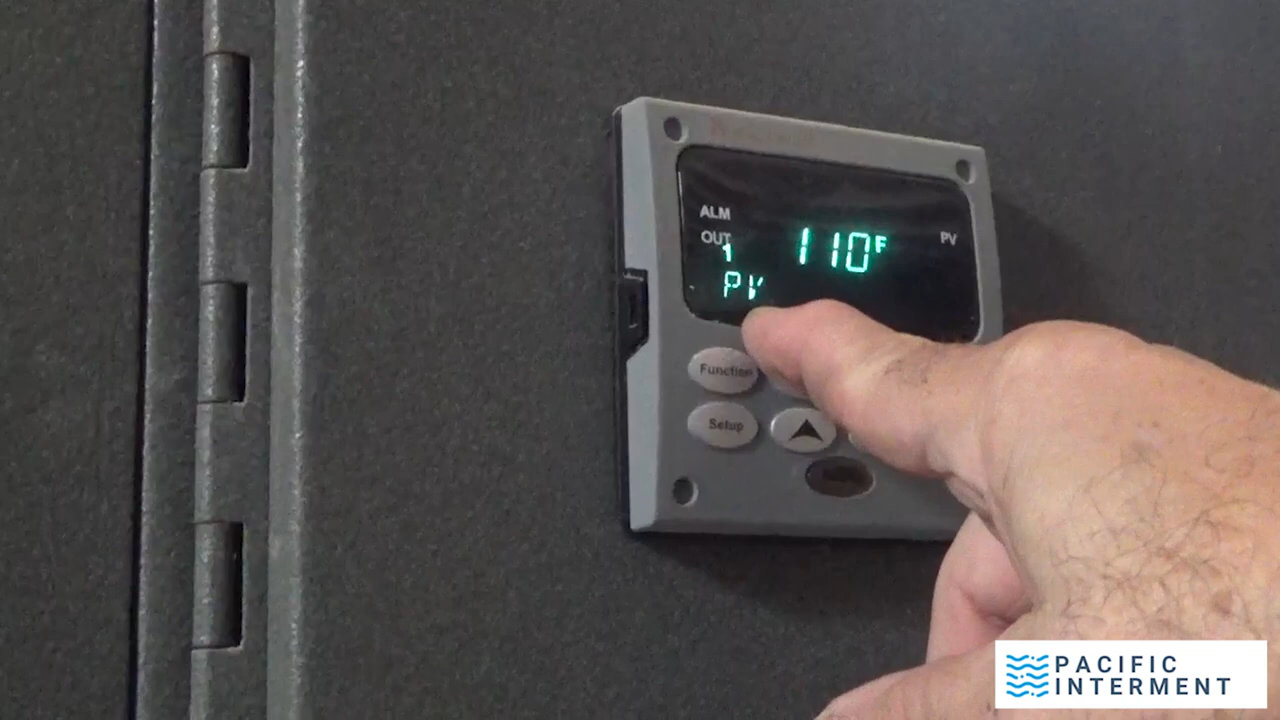 ALM
OUT
1
110F
PV
PV
Function
Setup
PACIFIC
INTERMENT